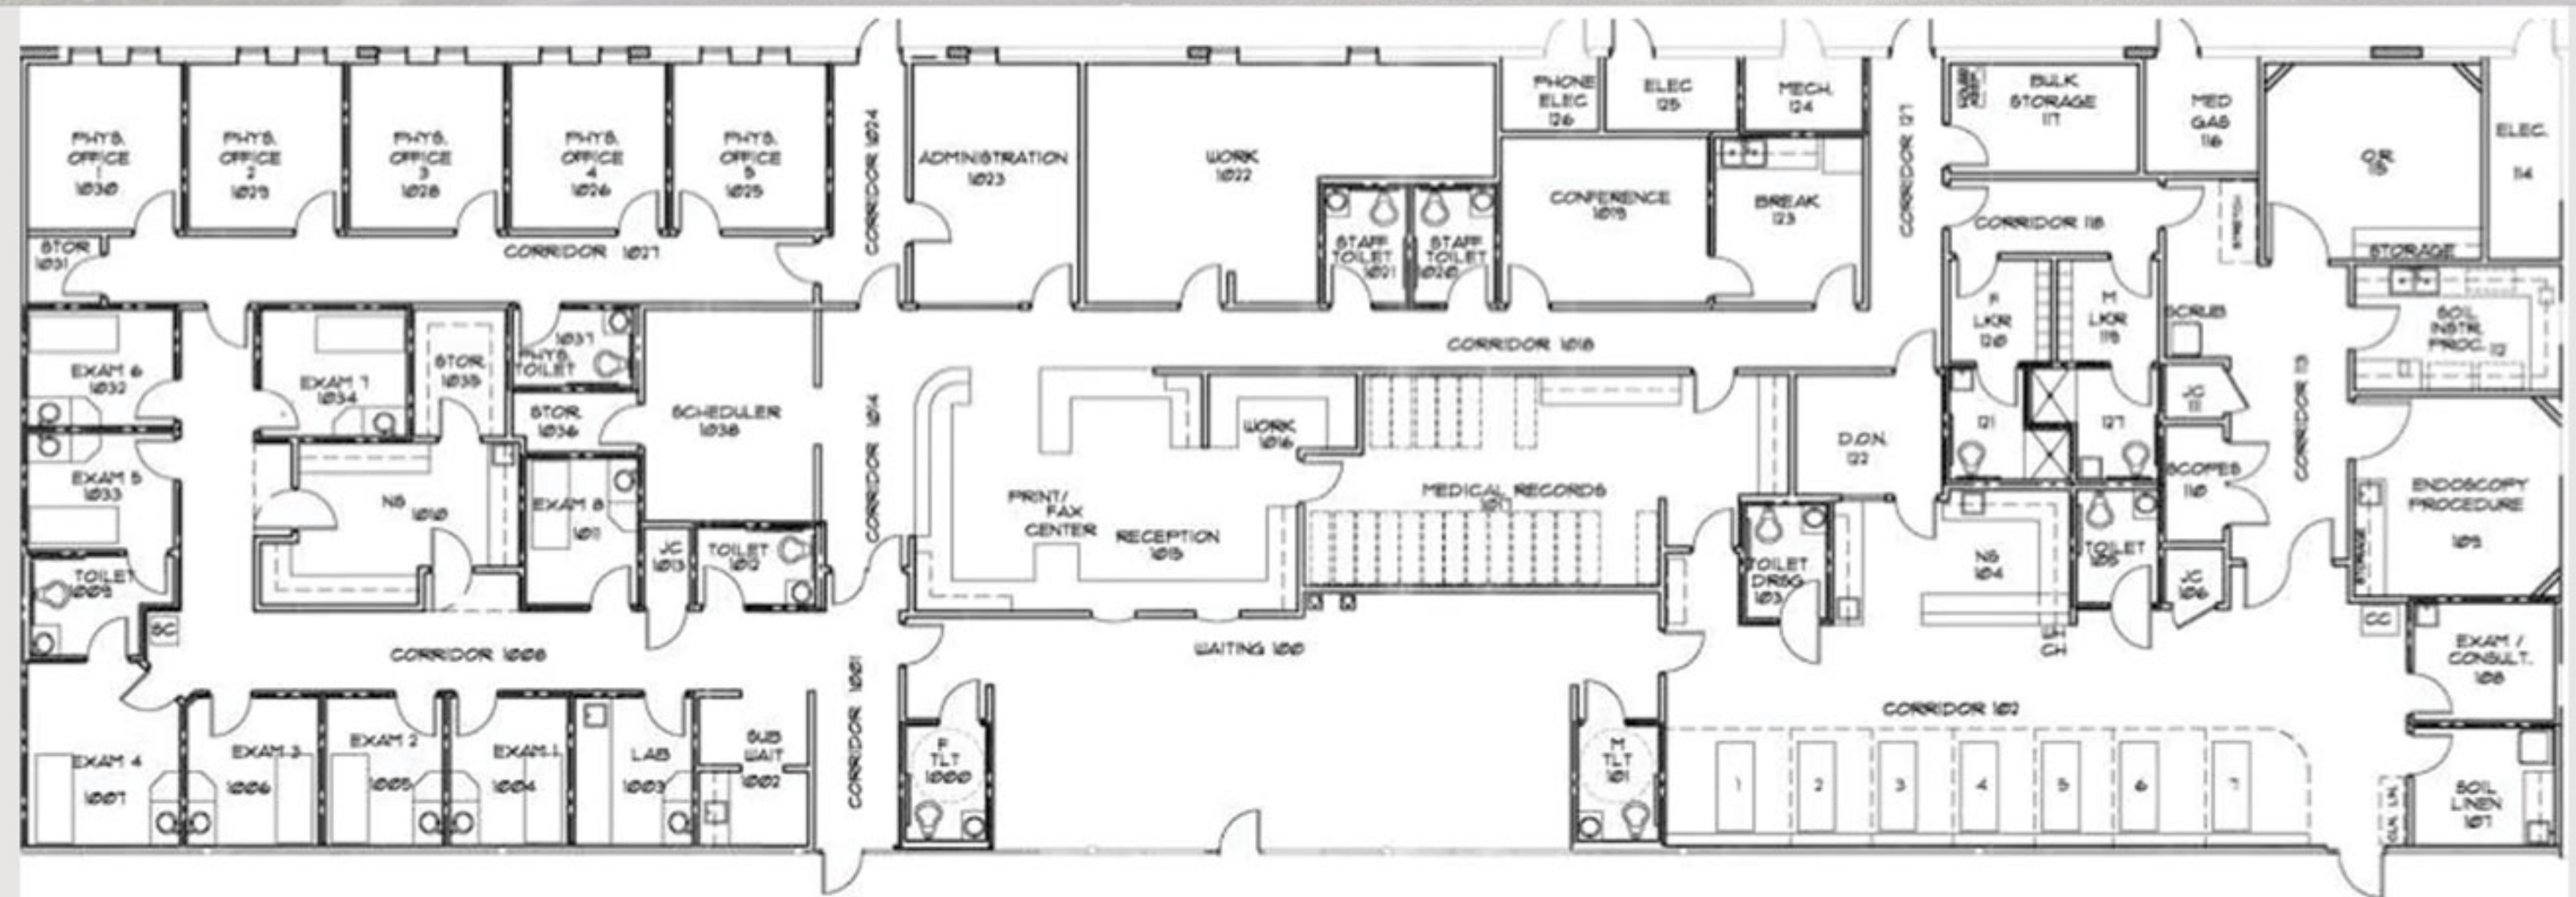 PHYS.
OFFICE
1
1030
PHYS.
OFFICE
2
1029
PHYS.
OFFICE
3
1028
PHYS.
OFFICE
4
1026
PHYS.
OFFICE
5
1025
CORRIDOR 1024
ADMINISTRATION
1023
WORK
1022
PHONE
ELEC
126
ELEC
125
MECH.
124
CORRIDOR 121
BULK
STORAGE
117
MED
GAS
116
O.R.
115
ELEC.
114
STOR
1031
CORRIDOR 1027
STAFF
TOILET
1021
STAFF
TOILET
1020
CONFERENCE
1019
BREAK
123
CORRIDOR 118
STRETCH
STORAGE
EXAM 6
1032
EXAM 7
1034
STOR.
1035
1037
PHYS.
TOILET
STOR.
1036
SCHEDULER
1038
CORRIDOR 1014
CORRIDOR 1018
F
LKR
120
M
LKR
119
SCRUB
SOIL
INSTR.
PROC. 112
EXAM 5
1033
NS
1010
EXAM 8
1011
JC
1013
TOILET
1012
PRINT/
FAX
CENTER
RECEPTION
1015
WORK
1016
MEDICAL RECORDS
1017
D.O.N.
122
121
127
JC
111
CORRIDOR 113
SCOPES
110
ENDOSCOPY
PROCEDURE
109
STORAGE
TOILET
1009
SC
CORRIDOR 1008
CORRIDOR 1001
WAITING 100
TOILET
DRSG
103
NS
104
CH
TOILET
105
JC
106
CC
EXAM /
CONSULT.
108
EXAM 4
1007
EXAM 3
1006
EXAM 2
1005
EXAM 1
1004
LAB
1003
SUB
WAIT
1002
F
TLT
1000
M
TLT
101
CORRIDOR 102
1
2
3
4
5
6
7
CLN. LN.
SOIL
LINEN
107